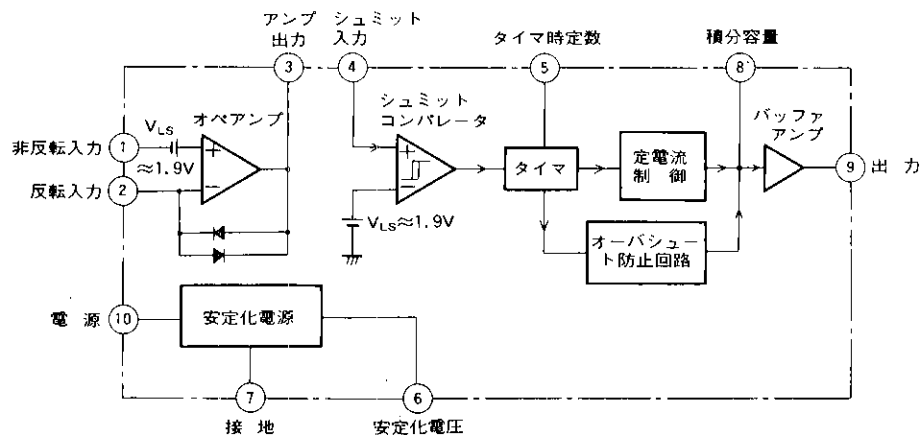 アンプ
出力
シュミット
入力
タイマ時定数
積分容量
3
4
5
8
オペアンプ
シュミット
コンパレータ
バッファ
アンプ
非反転入力
1
VLS
≈1.9V
+
−
反転入力
2
+
−
VLS≈1.9V
タイマ
定電流
制御
オーバシュー
ト防止回路
9
出力
電源
10
安定化電源
7
接地
6
安定化電圧